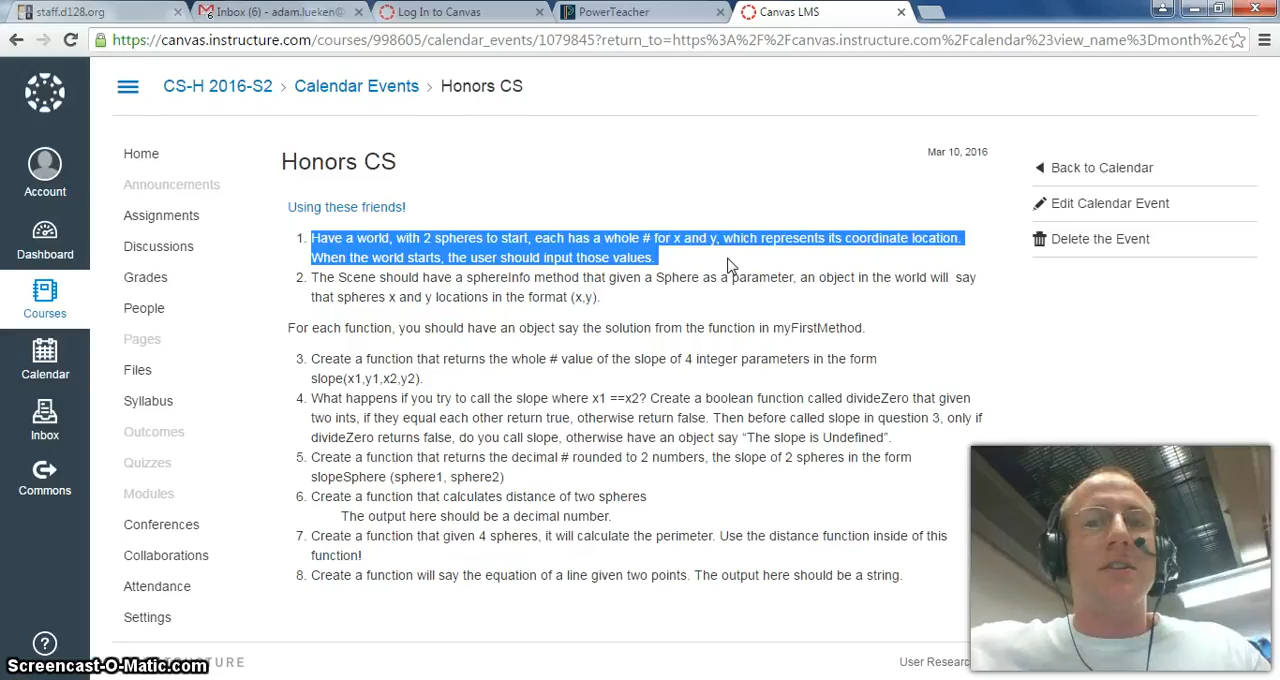 staff.d128.org
Inbox (6) - adam.lueken@
Log In to Canvas
PowerTeacher
Canvas LMS
https://canvas.instructure.com/courses/998605/calendar_events/1079845?return_to=https%3A%2F%2Fcanvas.instructure.com%2Fcalendar%23view_name%3Dmonth%26
CS-H 2016-S2 > Calendar Events > Honors CS
Account
Dashboard
Courses
Calendar
Inbox
Commons
Home
Announcements
Assignments
Discussions
Grades
People
Pages
Files
Syllabus
Outcomes
Quizzes
Modules
Conferences
Collaborations
Attendance
Settings
Honors CS
Mar 10, 2016
Using these friends!
1. Have a world, with 2 spheres to start, each has a whole # for x and y, which represents its coordinate location.
When the world starts, the user should input those values.
2. The Scene should have a sphereInfo method that given a Sphere as a parameter, an object in the world will say
that spheres x and y locations in the format (x,y).
For each function, you should have an object say the solution from the function in myFirstMethod.
3. Create a function that returns the whole # value of the slope of 4 integer parameters in the form
slope(x1,y1,x2,y2).
4. What happens if you try to call the slope where x1 ==x2? Create a boolean function called divideZero that given
two ints, if they equal each other return true, otherwise return false. Then before called slope in question 3, only if
divideZero returns false, do you call slope, otherwise have an object say “The slope is Undefined”.
5. Create a function that returns the decimal # rounded to 2 numbers, the slope of 2 spheres in the form
slopeSphere (sphere1, sphere2)
6. Create a function that calculates distance of two spheres
The output here should be a decimal number.
7. Create a function that given 4 spheres, it will calculate the perimeter. Use the distance function inside of this
function!
8. Create a function will say the equation of a line given two points. The output here should be a string.
Back to Calendar
Edit Calendar Event
Delete the Event
User Researc
Screencast-O-Matic.com